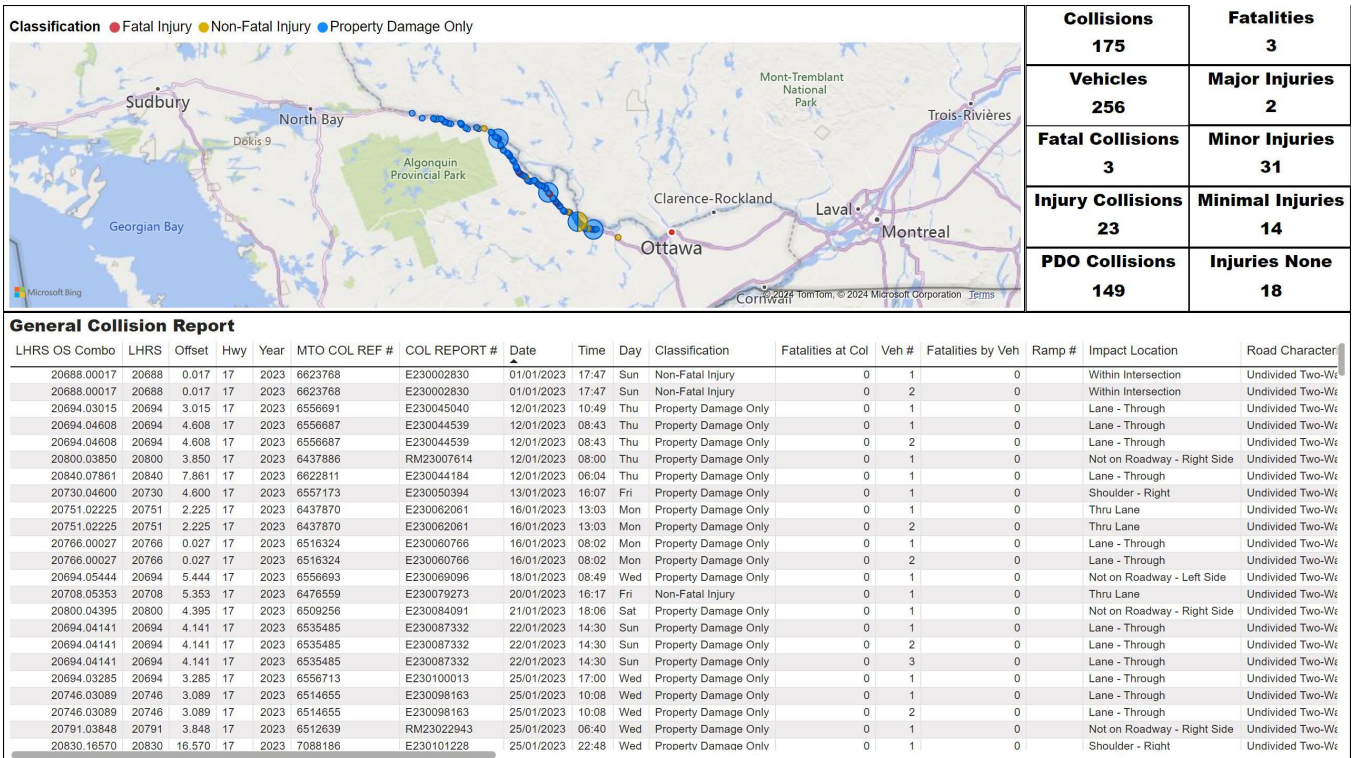 Classification Fatal Injury Non-Fatal Injury Property Damage Only
Mont-Tremblant
National
Park
Sudbury
North Bay
Trois-Rivières
Dokis 9
Algonquin
Provincial Park
Clarence-Rockland
Laval
Georgian Bay
Montreal
Ottawa
Microsoft Bing
Cornwall
© 2024 TomTom, © 2024 Microsoft Corporation Terms
Collisions Fatalities
175 3
Vehicles Major Injuries
256 2
Fatal Collisions Minor Injuries
3 31
Injury Collisions Minimal Injuries
23 14
PDO Collisions Injuries None
149 18
General Collision Report
LHRS OS Combo LHRS Offset Hwy Year MTO COL REF # COL REPORT # Date Time Day Classification Fatalities at Col Veh # Fatalities by Veh Ramp # Impact Location Road Character
20688.00017 20688 0.017 17 2023 6623768 E230002830 01/01/2023 17:47 Sun Non-Fatal Injury 0 1 0 Within Intersection Undivided Two-Wa
20688.00017 20688 0.017 17 2023 6623768 E230002830 01/01/2023 17:47 Sun Non-Fatal Injury 0 2 0 Within Intersection Undivided Two-Wa
20694.03015 20694 3.015 17 2023 6556691 E230045040 12/01/2023 10:49 Thu Property Damage Only 0 1 0 Lane - Through Undivided Two-Wa
20694.04608 20694 4.608 17 2023 6556687 E230044539 12/01/2023 08:43 Thu Property Damage Only 0 1 0 Lane - Through Undivided Two-Wa
20694.04608 20694 4.608 17 2023 6556687 E230044539 12/01/2023 08:43 Thu Property Damage Only 0 2 0 Lane - Through Undivided Two-Wa
20800.03850 20800 3.850 17 2023 6437886 RM23007614 12/01/2023 08:00 Thu Property Damage Only 0 1 0 Not on Roadway - Right Side Undivided Two-Wa
20840.07861 20840 7.861 17 2023 6622811 E230044184 12/01/2023 06:04 Thu Property Damage Only 0 1 0 Lane - Through Undivided Two-Wa
20730.04600 20730 4.600 17 2023 6557173 E230050394 13/01/2023 16:07 Fri Property Damage Only 0 1 0 Shoulder - Right Undivided Two-Wa
20751.02225 20751 2.225 17 2023 6437870 E230062061 16/01/2023 13:03 Mon Property Damage Only 0 1 0 Thru Lane Undivided Two-Wa
20751.02225 20751 2.225 17 2023 6437870 E230062061 16/01/2023 13:03 Mon Property Damage Only 0 2 0 Thru Lane Undivided Two-Wa
20766.00027 20766 0.027 17 2023 6516324 E230060766 16/01/2023 08:02 Mon Property Damage Only 0 1 0 Lane - Through Undivided Two-Wa
20766.00027 20766 0.027 17 2023 6516324 E230060766 16/01/2023 08:02 Mon Property Damage Only 0 2 0 Lane - Through Undivided Two-Wa
20694.05444 20694 5.444 17 2023 6556693 E230069096 18/01/2023 08:49 Wed Property Damage Only 0 1 0 Not on Roadway - Left Side Undivided Two-Wa
20708.05353 20708 5.353 17 2023 6476559 E230079273 20/01/2023 16:17 Fri Non-Fatal Injury 0 1 0 Thru Lane Undivided Two-Wa
20800.04395 20800 4.395 17 2023 6509256 E230084091 21/01/2023 18:06 Sat Property Damage Only 0 1 0 Not on Roadway - Right Side Undivided Two-Wa
20694.04141 20694 4.141 17 2023 6535485 E230087332 22/01/2023 14:30 Sun Property Damage Only 0 1 0 Lane - Through Undivided Two-Wa
20694.04141 20694 4.141 17 2023 6535485 E230087332 22/01/2023 14:30 Sun Property Damage Only 0 2 0 Lane - Through Undivided Two-Wa
20694.04141 20694 4.141 17 2023 6535485 E230087332 22/01/2023 14:30 Sun Property Damage Only 0 3 0 Lane - Through Undivided Two-Wa
20694.03285 20694 3.285 17 2023 6556713 E230100013 25/01/2023 17:00 Wed Property Damage Only 0 1 0 Lane - Through Undivided Two-Wa
20746.03089 20746 3.089 17 2023 6514655 E230098163 25/01/2023 10:08 Wed Property Damage Only 0 1 0 Lane - Through Undivided Two-Wa
20746.03089 20746 3.089 17 2023 6514655 E230098163 25/01/2023 10:08 Wed Property Damage Only 0 2 0 Lane - Through Undivided Two-Wa
20791.03848 20791 3.848 17 2023 6512639 RM23022943 25/01/2023 06:40 Wed Property Damage Only 0 1 0 Not on Roadway - Right Side Undivided Two-Wa
20830.16570 20830 16.570 17 2023 7088186 E230101228 25/01/2023 22:48 Wed Property Damage Only 0 1 0 Shoulder - Right Undivided Two-Wa